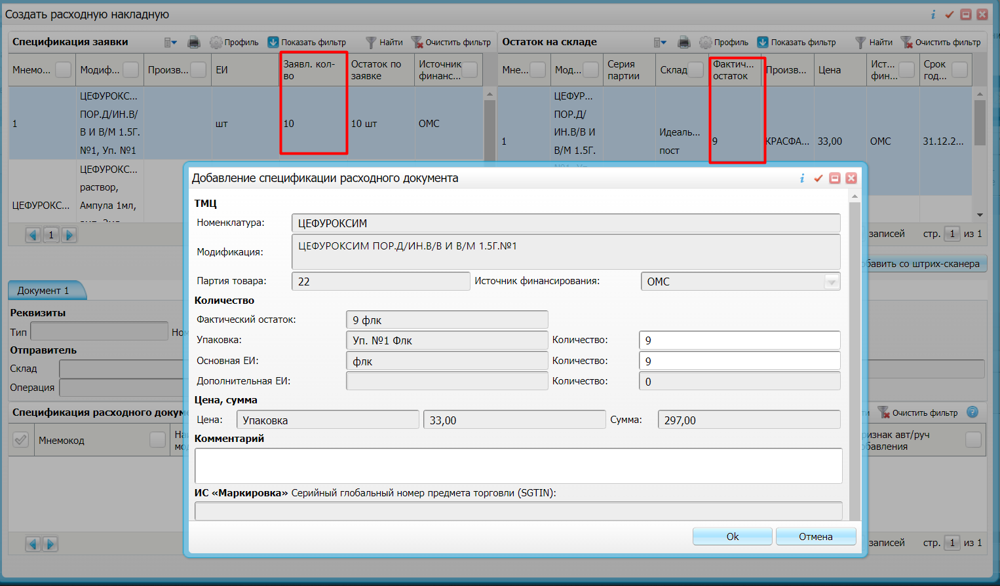 Создать расходную накладную
Спецификация заявки
Профиль
Показать фильтр
Найти
Очистить фильтр
Остаток на складе
Профиль
Показать фильтр
Найти
Очистить фильтр
Мнемо...
Модиф...
Произв...
ЕИ
Заявл. кол-
во
Остаток по
заявке
Источник
финанс...
Мне...
Мод...
Серия
партии
Склад
Фактич...
остаток
Произв...
Цена
Ист...
фин...
Срок
год...
1
ЦЕФУРОКС...
ПОР.Д/ИН.В/
В И В/М 1.5Г.
№1, Уп. №1
шт
10
10 шт
ОМС
1
ЦЕФУР...
ПОР.Д/
ИН.В/В И
В/М 1.5Г.
Идеаль...
пост
9
КРАСФА...
33,00
ОМС
31.12.2...
ЦЕФУРОКС...
ЦЕФУРОКС...
раствор,
Ампула 1мл,
1
записей
стр. 1 из 1
бавить со штрих-сканера
Документ 1
Реквизиты
Тип
Ном
Отправитель
Склад
Операция
Спецификация расходного докуме
ти
Очистить фильтр
Мнемокод
На
мо
ризнак авт/руч
обавления
записей
стр. 1 из 1
Добавление спецификации расходного документа
ТМЦ
Номенклатура:
ЦЕФУРОКСИМ
Модификация:
ЦЕФУРОКСИМ ПОР.Д/ИН.В/В И В/М 1.5Г.№1
Партия товара:
22
Источник финансирования:
ОМС
Количество
Фактический остаток:
9 флк
Упаковка:
Уп. №1 Флк
Количество:
9
Основная ЕИ:
флк
Количество:
9
Дополнительная ЕИ:
Количество:
0
Цена, сумма
Цена:
Упаковка
33,00
Сумма:
297,00
Комментарий
ИС «Маркировка» Серийный глобальный номер предмета торговли (SGTIN):
Ok
Отмена